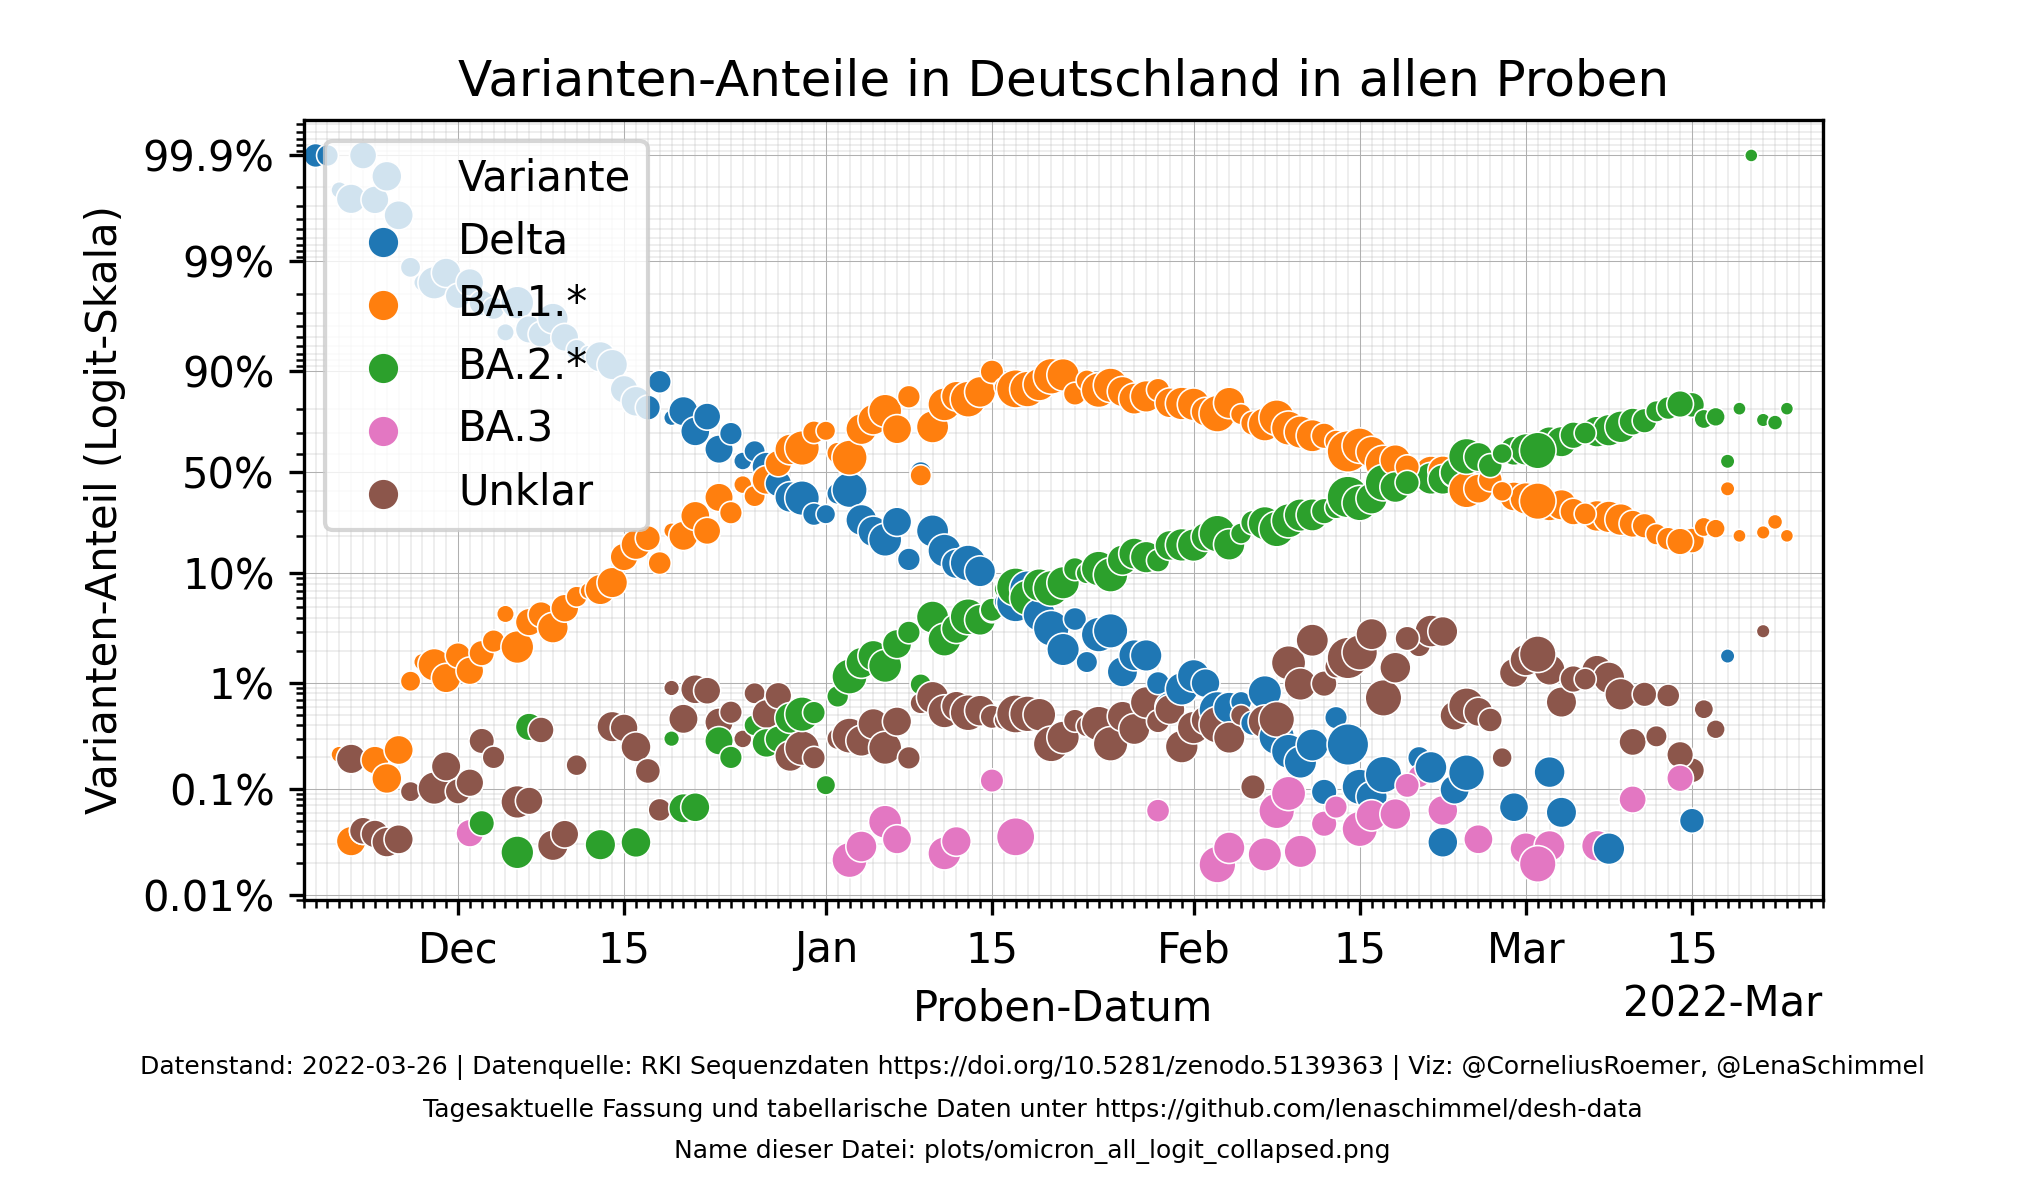 Varianten-Anteile in Deutschland in allen Proben
Varianten-Anteil (Logit-Skala)
99.9%
99%
90%
50%
10%
1%
0.1%
0.01%
Variante
Delta
BA.1.*
BA.2.*
BA.3
Unklar
Dec 15 Jan 15 Feb 15 Mar 15
2022-Mar
Proben-Datum
Datenstand: 2022-03-26 | Datenquelle: RKI Sequenzdaten https://doi.org/10.5281/zenodo.5139363 | Viz: @CorneliusRoemer, @LenaSchimmel
Tagesaktuelle Fassung und tabellarische Daten unter https://github.com/lenaschimmel/desh-data
Name dieser Datei: plots/omicron_all_logit_collapsed.png